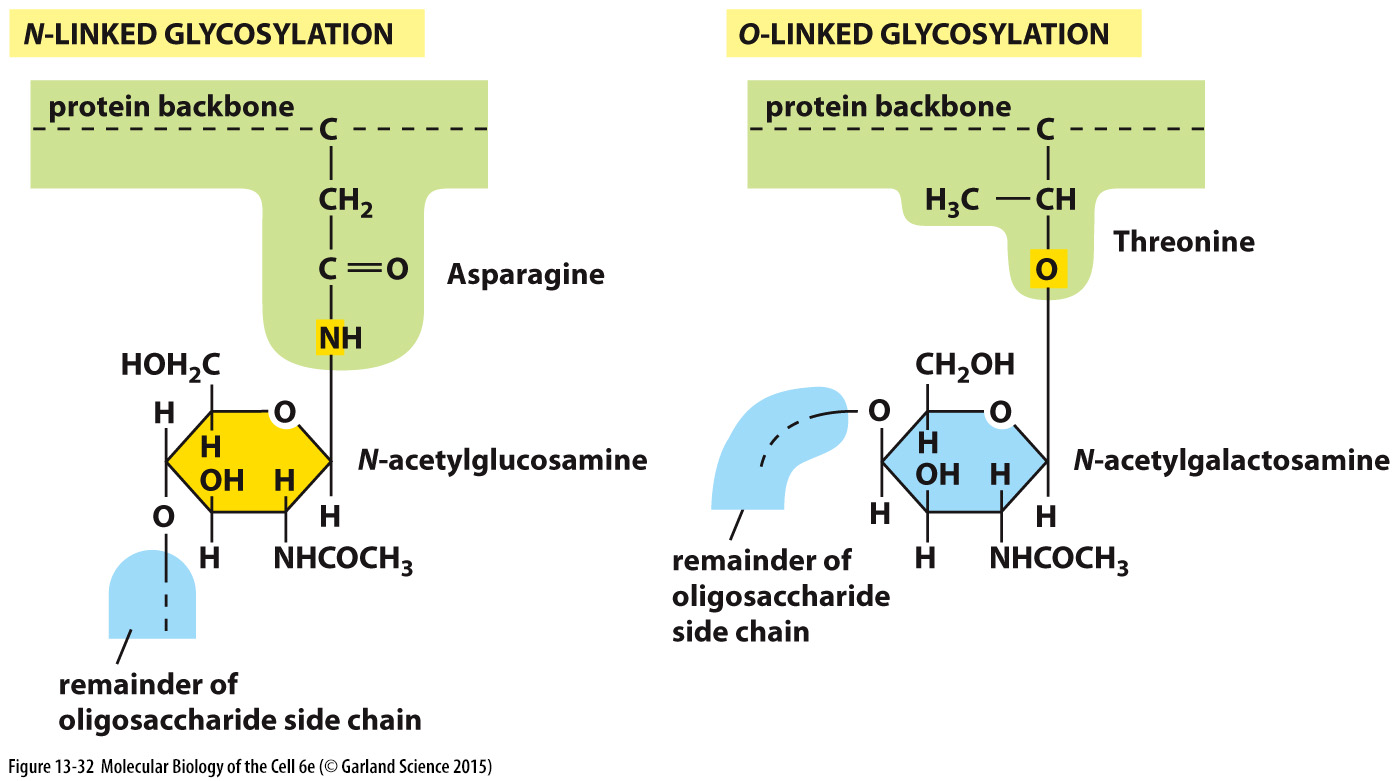 N-LINKED GLYCOSYLATION
protein backbone
C
CH₂
C=O
Asparagine
NH
HOH₂C
H
O
H
N-acetylglucosamine
OH
H
O
H
H
NHCOCH₃
remainder of
oligosaccharide side chain
O-LINKED GLYCOSYLATION
protein backbone
C
H₃C—CH
Threonine
O
CH₂OH
O
O
H
N-acetylgalactosamine
OH
H
H
H
H
NHCOCH₃
remainder of
oligosaccharide
side chain
Figure 13-32 Molecular Biology of the Cell 6e (© Garland Science 2015)